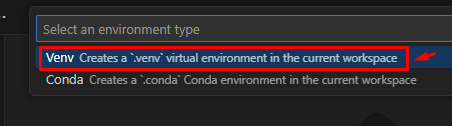 Select an environment type
Venv Creates a `.venv` virtual environment in the current workspace
Conda Creates a `.conda` Conda environment in the current workspace